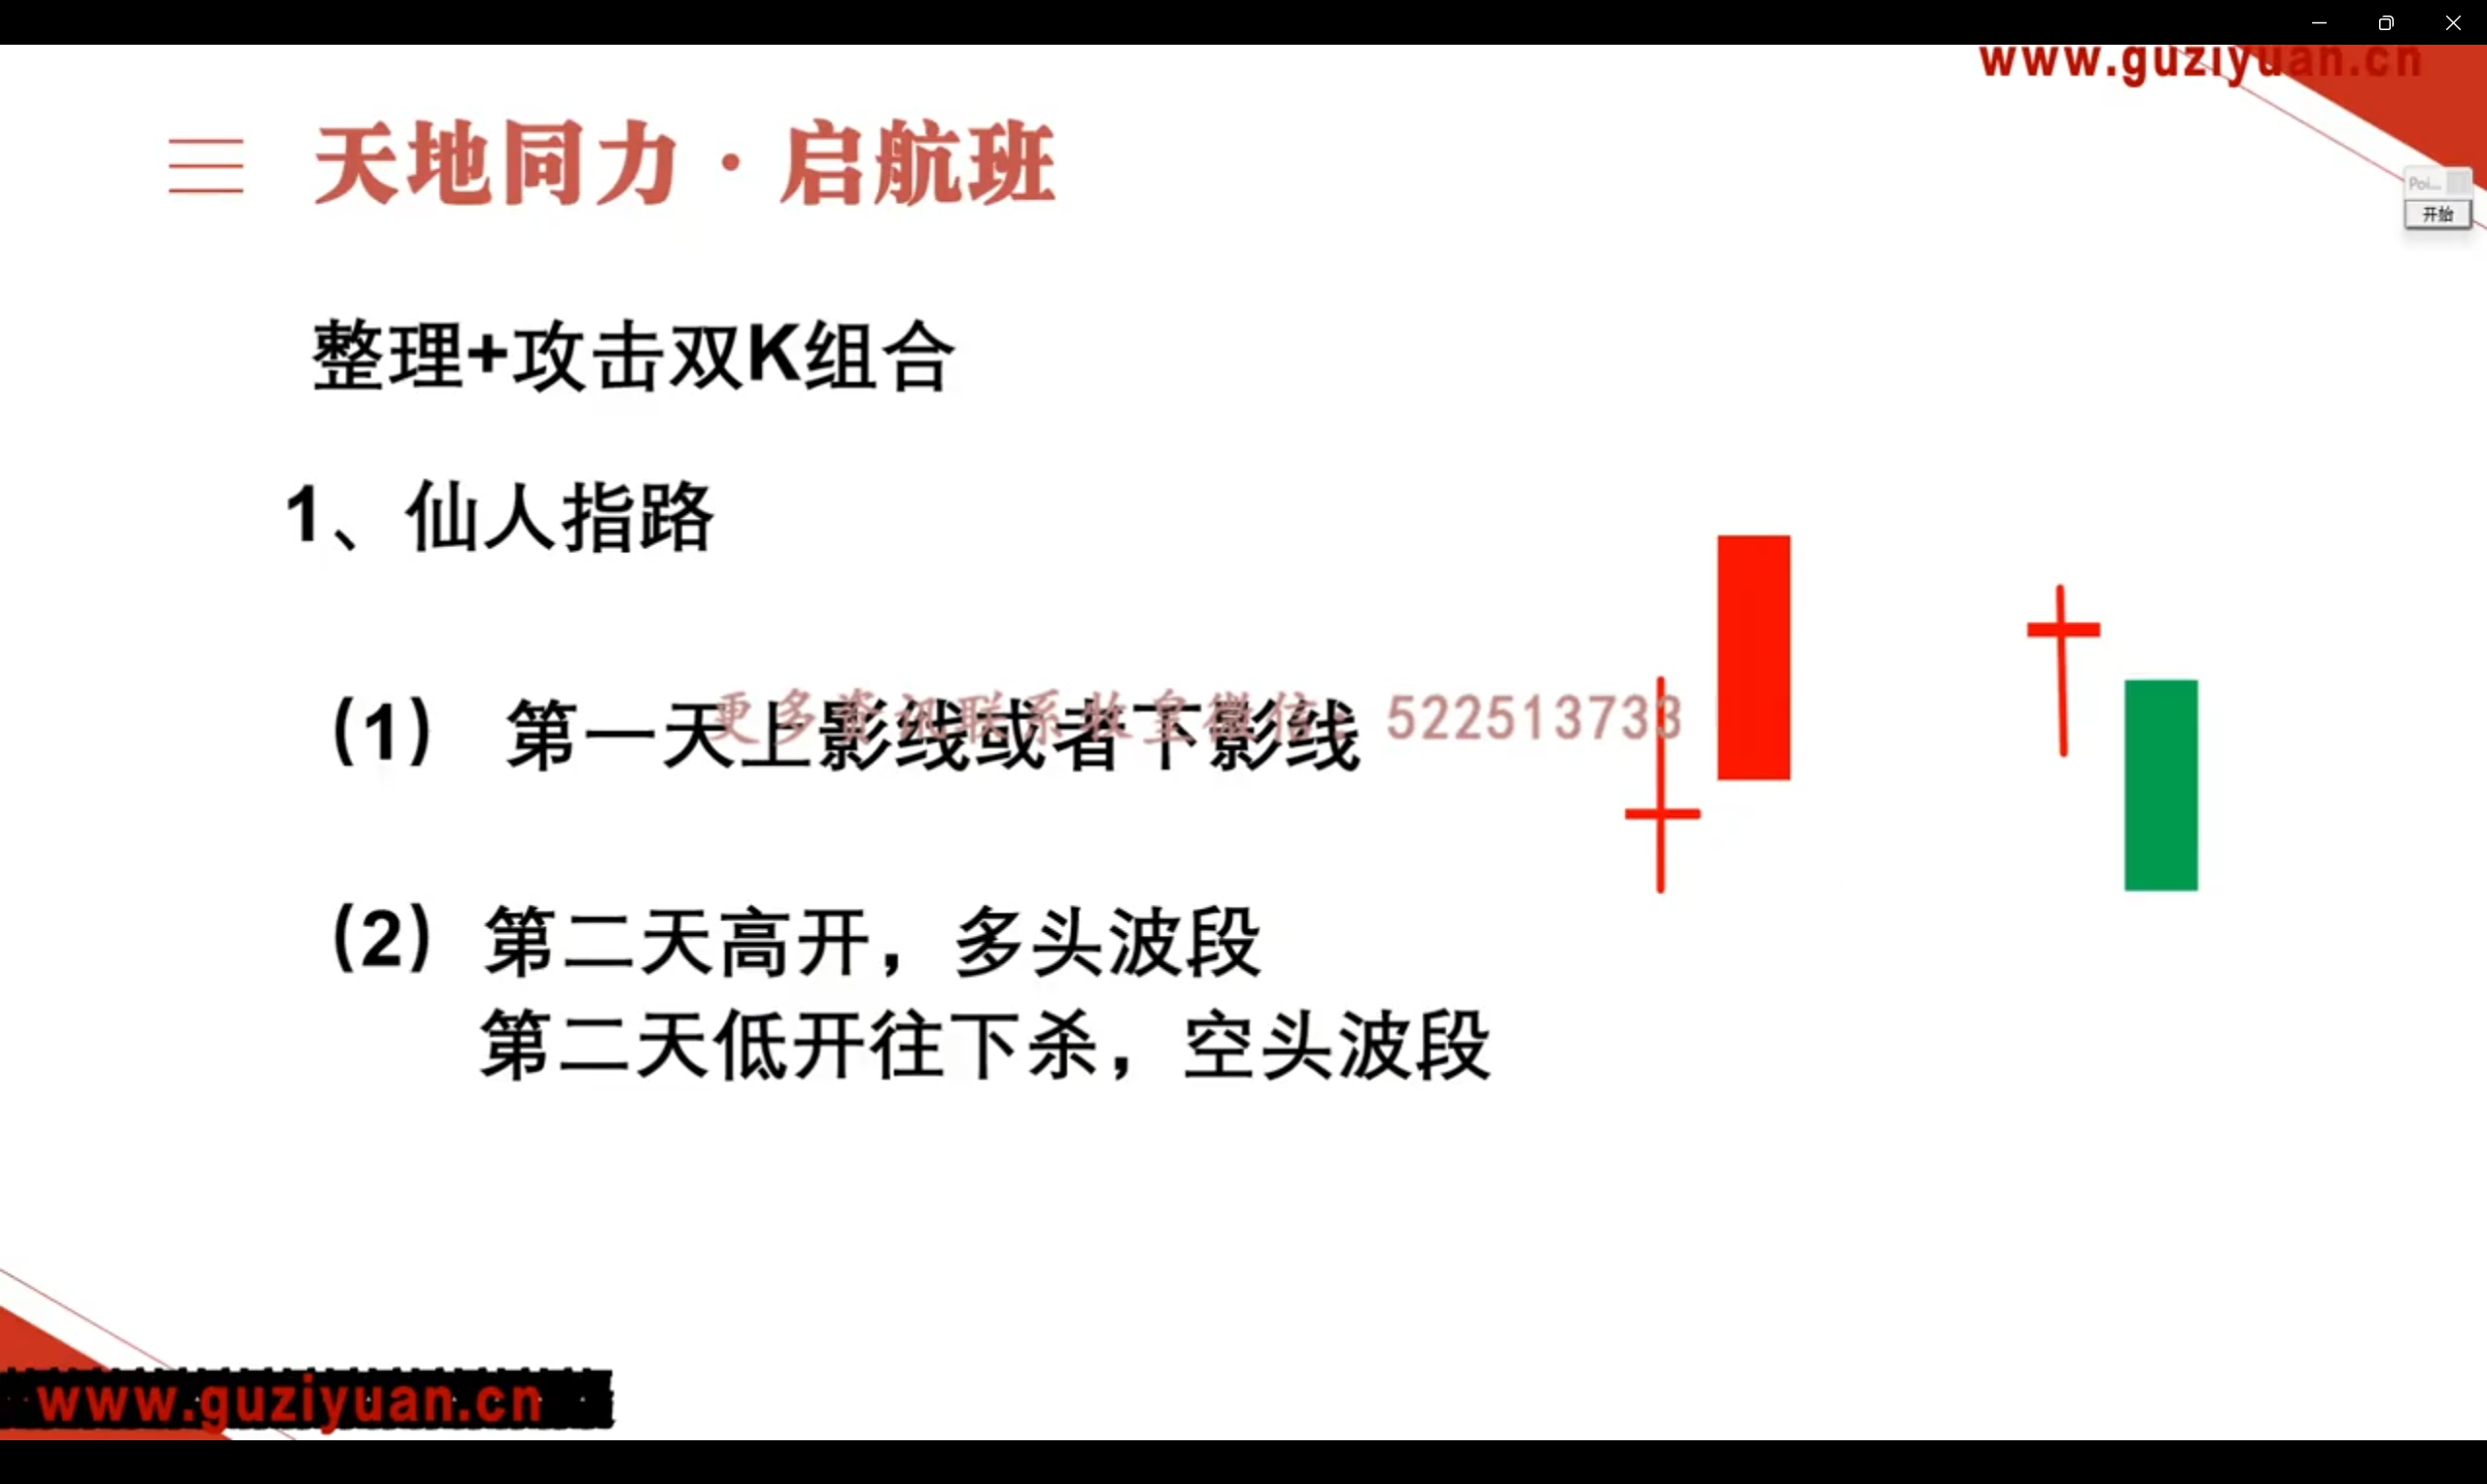 www.guziyuan.cn
天地同力·启航班
Poi...
开始
整理+攻击双K组合
1、仙人指路
(1) 第一天上影线或者下影线
更多资讯联系牧皇微信: 522513733
(2) 第二天高开，多头波段
第二天低开往下杀，空头波段
www.guziyuan.cn